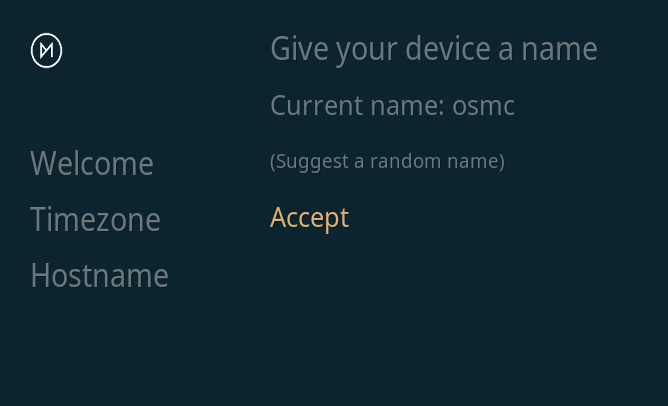 Give your device a name
Current name: osmc
(Suggest a random name)
Accept
Welcome
Timezone
Hostname